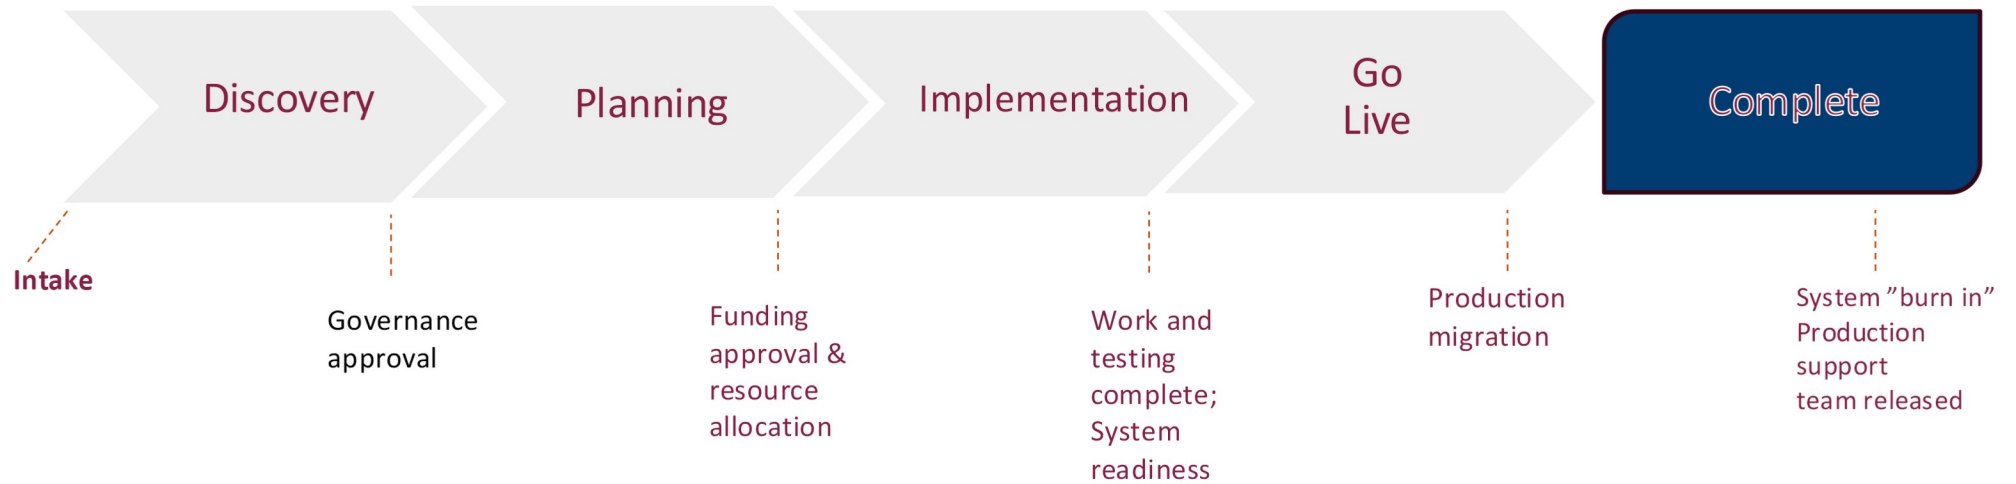 Discovery
Planning
Implementation
Go
Live
Complete
Intake
Governance
approval
Funding
approval &
resource
allocation
Work and
testing
complete;
System
readiness
Production
migration
System ”burn in”
Production
support
team released